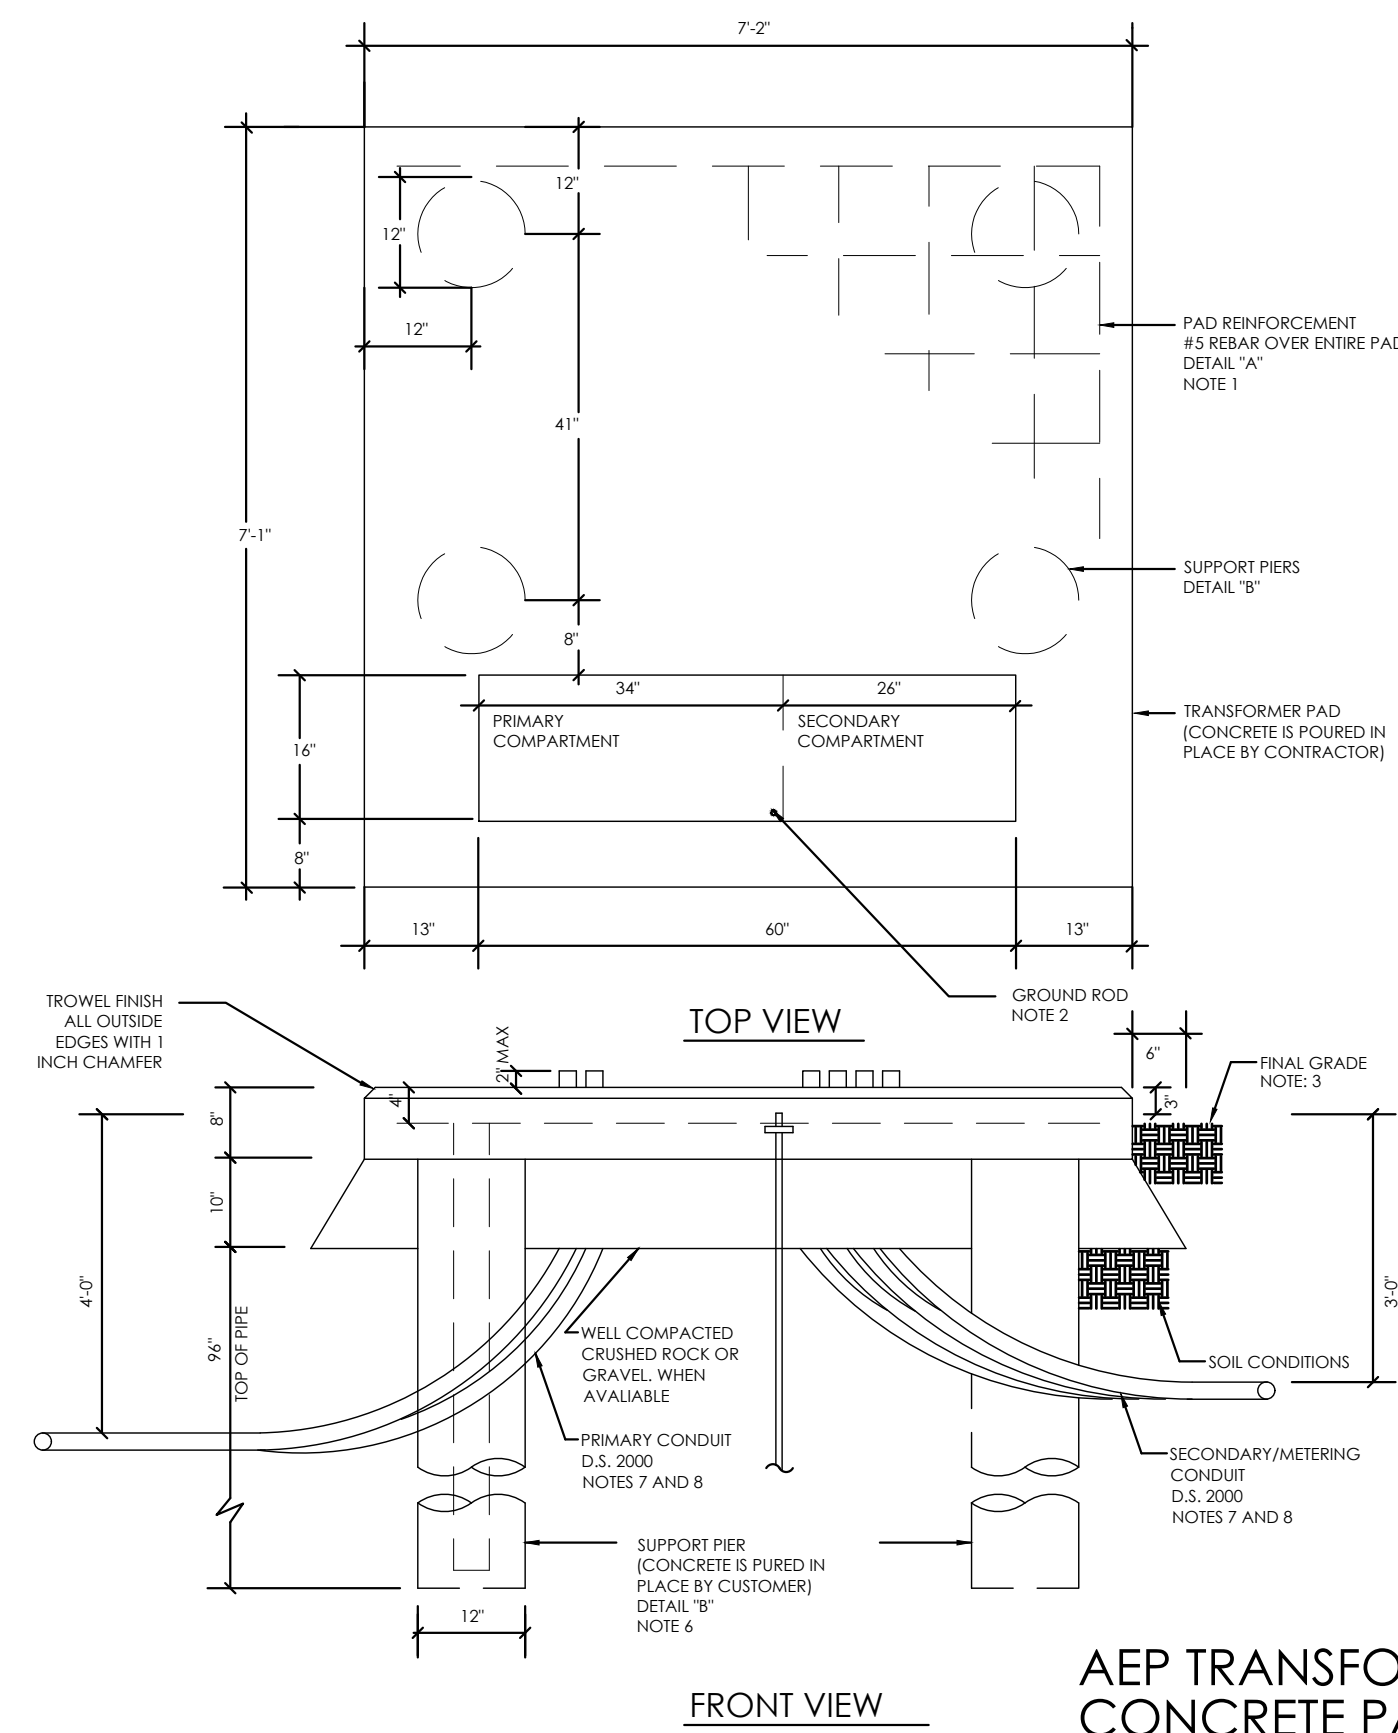 7'-2"
12"
12"
12"
41"
PAD REINFORCEMENT
#5 REBAR OVER ENTIRE PAD
DETAIL "A"
NOTE 1
7'-1"
SUPPORT PIERS
DETAIL "B"
8"
34"
26"
PRIMARY
COMPARTMENT
SECONDARY
COMPARTMENT
TRANSFORMER PAD
(CONCRETE IS POURED IN
PLACE BY CONTRACTOR)
16"
8"
13"
60"
13"
GROUND ROD
NOTE 2
TOP VIEW
TROWEL FINISH
ALL OUTSIDE
EDGES WITH 1
INCH CHAMFER
2" MAX
6"
FINAL GRADE
NOTE: 3
4"
3"
8"
10"
4'-0"
96"
TOP OF PIPE
3'-0"
WELL COMPACTED
CRUSHED ROCK OR
GRAVEL. WHEN
AVALIABLE
SOIL CONDITIONS
PRIMARY CONDUIT
D.S. 2000
NOTES 7 AND 8
SECONDARY/METERING
CONDUIT
D.S. 2000
NOTES 7 AND 8
SUPPORT PIER
(CONCRETE IS PURED IN
PLACE BY CUSTOMER)
DETAIL "B"
NOTE 6
12"
FRONT VIEW
AEP TRANSFO
CONCRETE PA